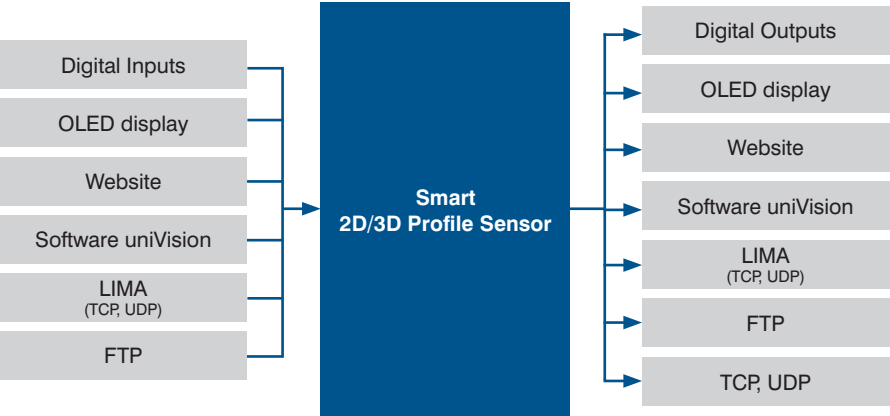 Digital Inputs
OLED display
Website
Software uniVision
LIMA
(TCP, UDP)
FTP
Smart
2D/3D Profile Sensor
Digital Outputs
OLED display
Website
Software uniVision
LIMA
(TCP, UDP)
FTP
TCP, UDP